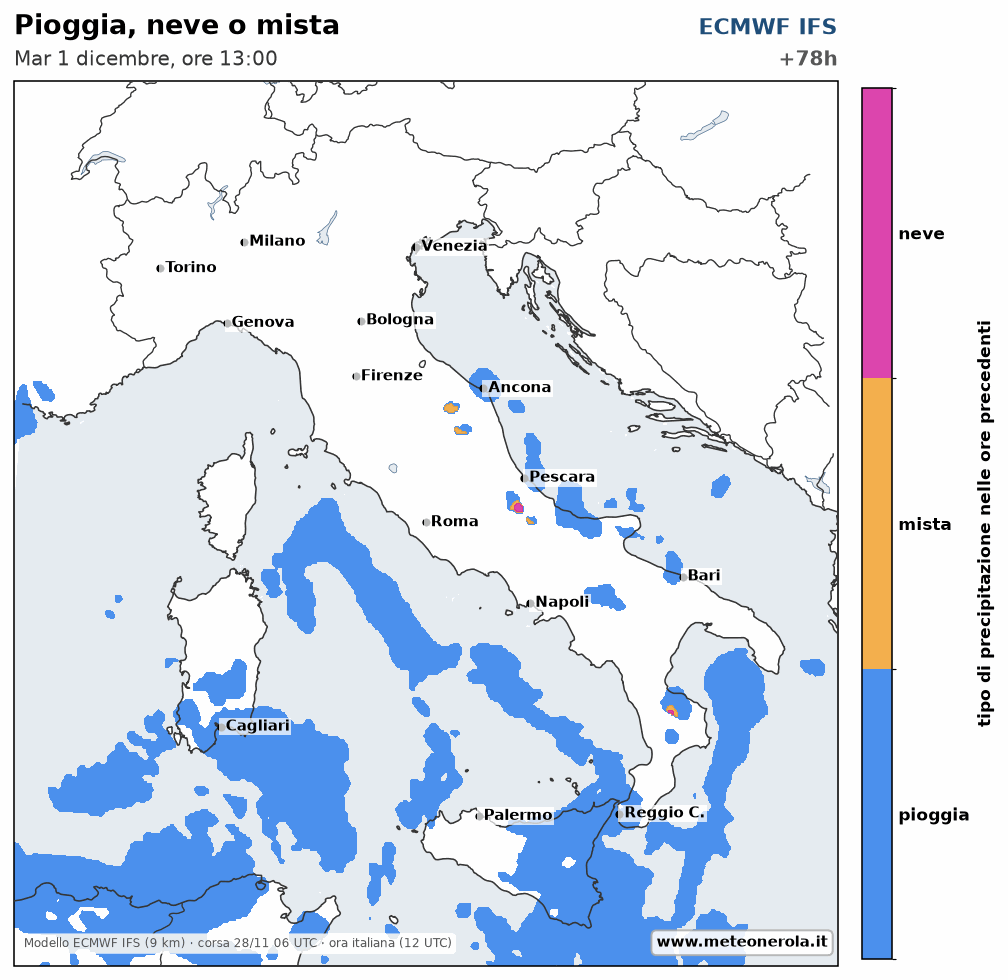 Pioggia, neve o mista
ECMWF IFS
Mar 1 dicembre, ore 13:00
+78h
neve
mista
pioggia
tipo di precipitazione nelle ore precedenti
Milano
Venezia
Torino
Genova
Bologna
Firenze
Ancona
Pescara
Roma
Bari
Napoli
Cagliari
Palermo
Reggio C.
Modello ECMWF IFS (9 km) · corsa 28/11 06 UTC · ora italiana (12 UTC)
www.meteonerola.it